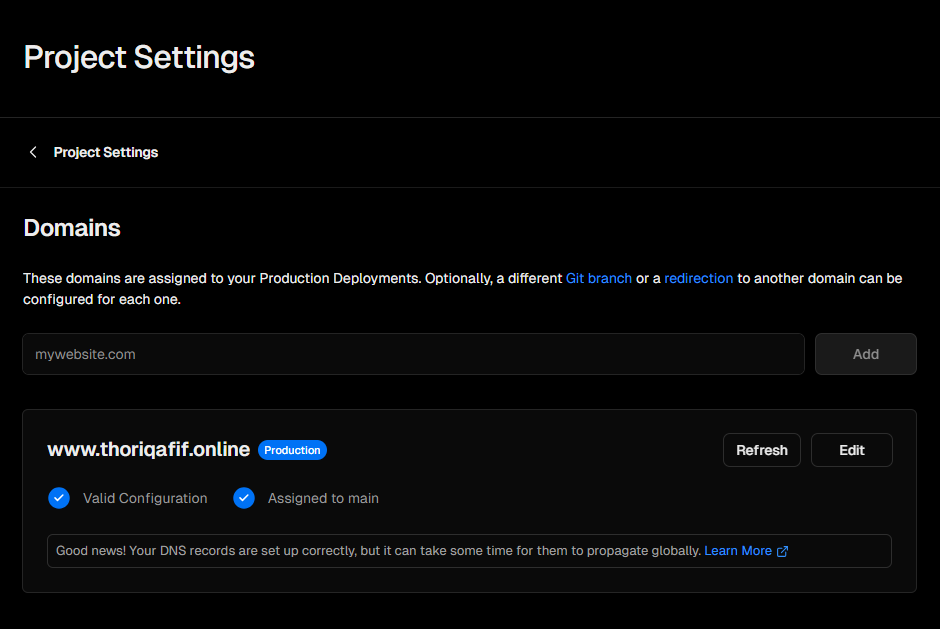 Project Settings
Project Settings
Domains
These domains are assigned to your Production Deployments. Optionally, a different Git branch or a redirection to another domain can be
configured for each one.
mywebsite.com
Add
www.thoriqafif.online Production
Refresh
Edit
Valid Configuration
Assigned to main
Good news! Your DNS records are set up correctly, but it can take some time for them to propagate globally. Learn More